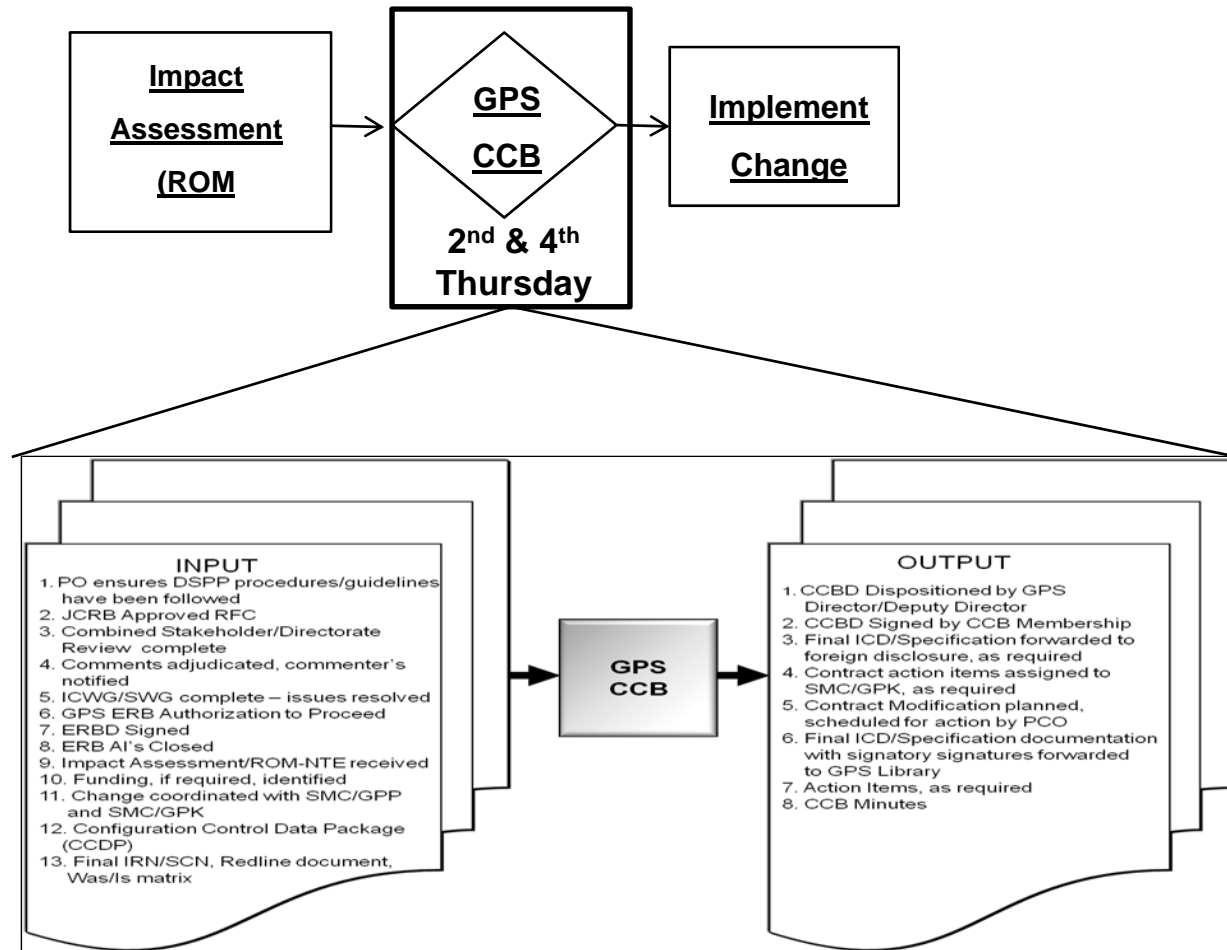 Impact
Assessment
(ROM
GPS
CCB
2nd & 4th
Thursday
Implement
Change
INPUT
1. PO ensures DSPP procedures/guidelines
have been followed
2. JCRB Approved RFC
3. Combined Stakeholder/Directorate
Review complete
4. Comments adjudicated, commenter's
notified
5. ICWG/SWG complete – issues resolved
6. GPS ERB Authorization to Proceed
7. ERBD Signed
8. ERB AI's Closed
9. Impact Assessment/ROM-NTE received
10. Funding, if required, identified
11. Change coordinated with SMC/GPP
and SMC/GPK
12. Configuration Control Data Package
(CCDP)
13. Final IRN/SCN, Redline document,
Was/Is matrix
GPS
CCB
OUTPUT
1. CCBD Dispositioned by GPS
Director/Deputy Director
2. CCBD Signed by CCB Membership
3. Final ICD/Specification forwarded to
foreign disclosure, as required
4. Contract action items assigned to
SMC/GPK, as required
5. Contract Modification planned,
scheduled for action by PCO
6. Final ICD/Specification documentation
with signatory signatures forwarded
to GPS Library
7. Action Items, as required
8. CCB Minutes